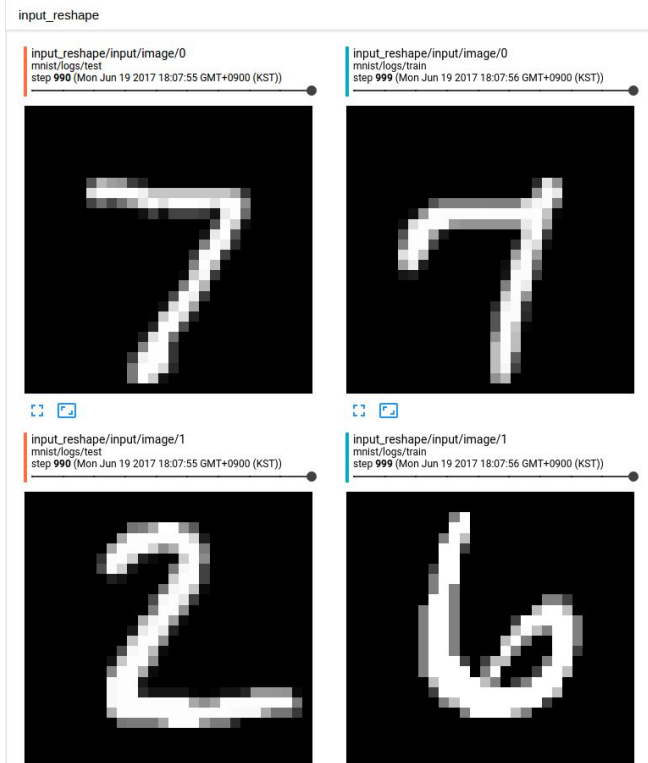 input_reshape
input_reshape/input/image/0
mnist/logs/test
step 990 (Mon Jun 19 2017 18:07:55 GMT+0900 (KST))
input_reshape/input/image/0
mnist/logs/train
step 999 (Mon Jun 19 2017 18:07:56 GMT+0900 (KST))
7
7
input_reshape/input/image/1
mnist/logs/test
step 990 (Mon Jun 19 2017 18:07:55 GMT+0900 (KST))
input_reshape/input/image/1
mnist/logs/train
step 999 (Mon Jun 19 2017 18:07:56 GMT+0900 (KST))
2
6